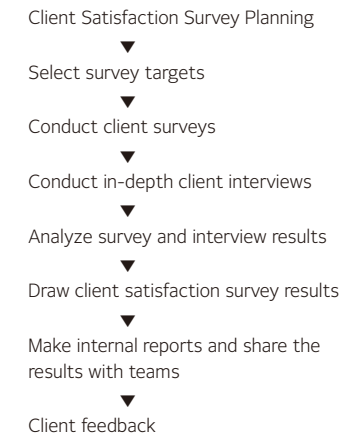 Client Satisfaction Survey Planning
▼
Select survey targets
▼
Conduct client surveys
▼
Conduct in-depth client interviews
▼
Analyze survey and interview results
▼
Draw client satisfaction survey results
▼
Make internal reports and share the
results with teams
▼
Client feedback